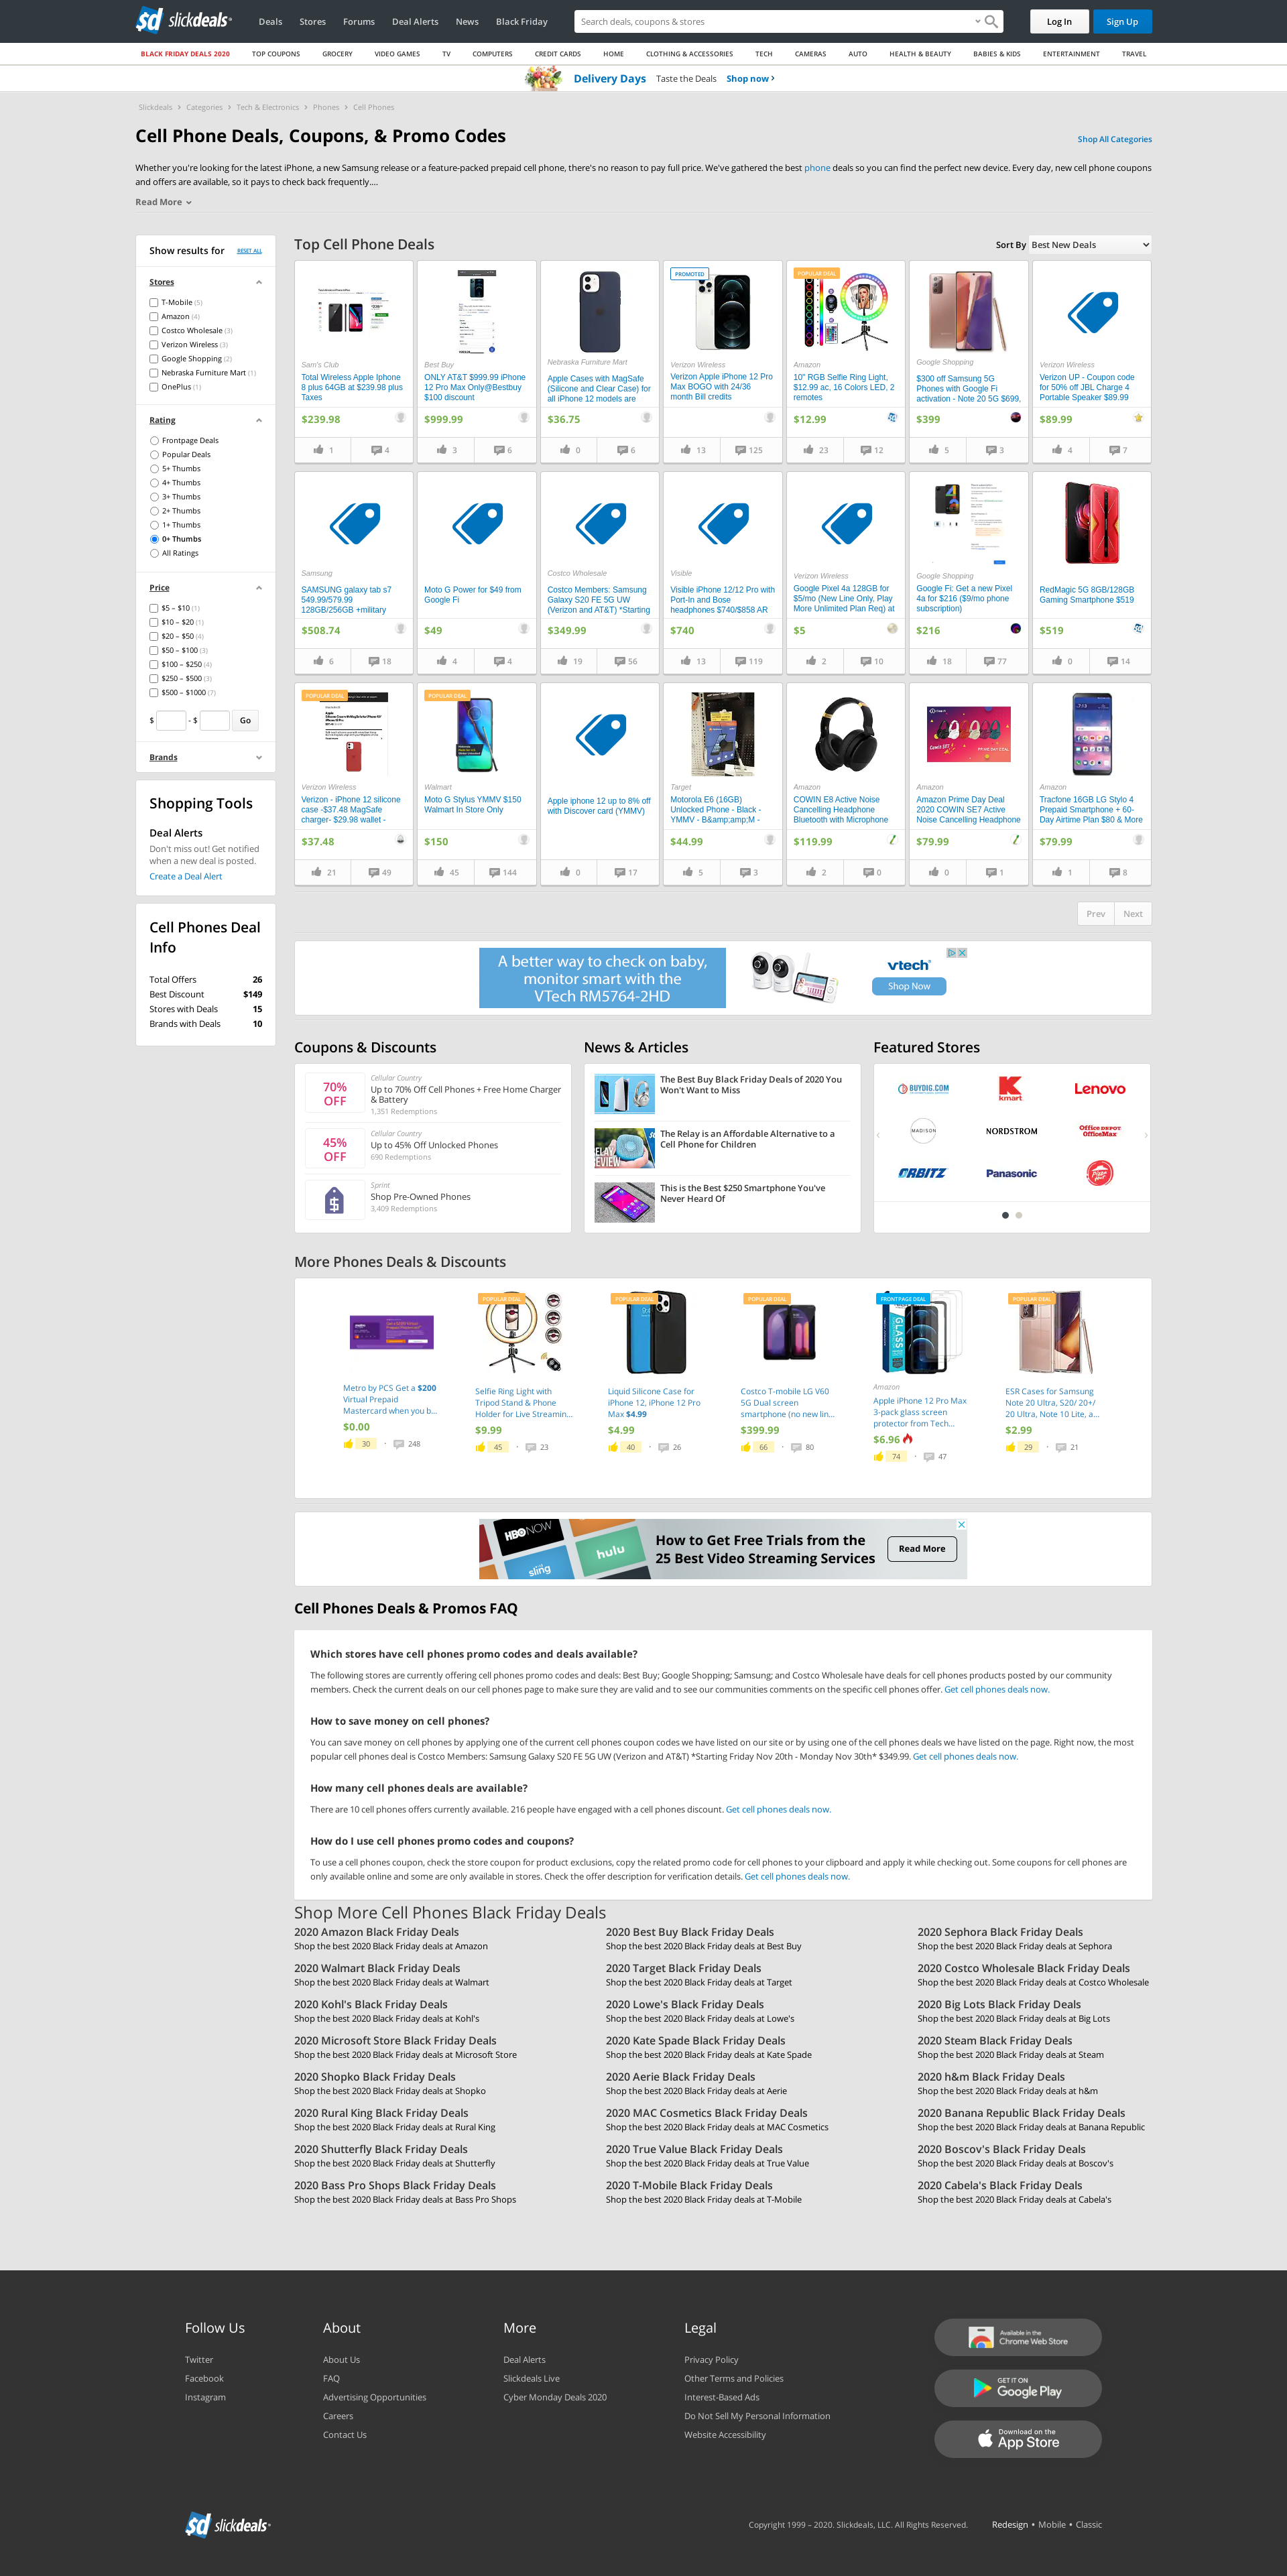 slickdeals
Deals
Stores
Forums
Deal Alerts
News
Black Friday
Search deals, coupons & stores
Log In
Sign Up
BLACK FRIDAY DEALS 2020
TOP COUPONS
GROCERY
VIDEO GAMES
TV
COMPUTERS
CREDIT CARDS
HOME
CLOTHING & ACCESSORIES
TECH
CAMERAS
AUTO
HEALTH & BEAUTY
BABIES & KIDS
ENTERTAINMENT
TRAVEL
Delivery Days Taste the Deals Shop now ›
Slickdeals › Categories › Tech & Electronics › Phones › Cell Phones
Cell Phone Deals, Coupons, & Promo Codes
Shop All Categories
Whether you're looking for the latest iPhone, a new Samsung release or a feature-packed prepaid cell phone, there's no reason to pay full price. We've gathered the best phone deals so you can find the perfect new device. Every day, new cell phone coupons
and offers are available, so it pays to check back frequently....
Read More
Show results for
RESET ALL
Stores
T-Mobile (5)
Amazon (4)
Costco Wholesale (3)
Verizon Wireless (3)
Google Shopping (2)
Nebraska Furniture Mart (1)
OnePlus (1)
Rating
Frontpage Deals
Popular Deals
5+ Thumbs
4+ Thumbs
3+ Thumbs
2+ Thumbs
1+ Thumbs
0+ Thumbs
All Ratings
Price
$5 – $10 (1)
$10 – $20 (1)
$20 – $50 (4)
$50 – $100 (3)
$100 – $250 (4)
$250 – $500 (3)
$500 – $1000 (7)
$ - $ Go
Brands
Shopping Tools
Deal Alerts
Don't miss out! Get notified
when a new deal is posted.
Create a Deal Alert
Cell Phones Deal
Info
Total Offers 26
Best Discount $149
Stores with Deals 15
Brands with Deals 10
Top Cell Phone Deals
Sort By Best New Deals
Sam's Club
Total Wireless Apple Iphone
8 plus 64GB at $239.98 plus
Taxes
$239.98
1 4
Best Buy
ONLY AT&T $999.99 iPhone
12 Pro Max Only@Bestbuy
$100 discount
$999.99
3 6
Nebraska Furniture Mart
Apple Cases with MagSafe
(Silicone and Clear Case) for
all iPhone 12 models are
$36.75
0 6
PROMOTED
Verizon Wireless
Verizon Apple iPhone 12 Pro
Max BOGO with 24/36
month Bill credits
13 125
POPULAR DEAL
Amazon
10" RGB Selfie Ring Light,
$12.99 ac, 16 Colors LED, 2
remotes
$12.99
23 12
Google Shopping
$300 off Samsung 5G
Phones with Google Fi
activation - Note 20 5G $699,
$399
5 3
Verizon Wireless
Verizon UP - Coupon code
for 50% off JBL Charge 4
Portable Speaker $89.99
$89.99
4 7
Samsung
SAMSUNG galaxy tab s7
549.99/579.99
128GB/256GB +military
$508.74
6 18
Moto G Power for $49 from
Google Fi
$49
4 4
Costco Wholesale
Costco Members: Samsung
Galaxy S20 FE 5G UW
(Verizon and AT&T) *Starting
$349.99
19 56
Visible
Visible iPhone 12/12 Pro with
Port-In and Bose
headphones $740/$858 AR
$740
13 119
Verizon Wireless
Google Pixel 4a 128GB for
$5/mo (New Line Only, Play
More Unlimited Plan Req) at
$5
2 10
Google Shopping
Google Fi: Get a new Pixel
4a for $216 ($9/mo phone
subscription)
$216
18 77
RedMagic 5G 8GB/128GB
Gaming Smartphone $519
$519
0 14
POPULAR DEAL
Verizon Wireless
Verizon - iPhone 12 silicone
case -$37.48 MagSafe
charger- $29.98 wallet -
$37.48
21 49
POPULAR DEAL
Walmart
Moto G Stylus YMMV $150
Walmart In Store Only
$150
45 144
Apple iphone 12 up to 8% off
with Discover card (YMMV)
0 17
Target
Motorola E6 (16GB)
Unlocked Phone - Black -
YMMV - B&amp;amp;M -
$44.99
5 3
Amazon
COWIN E8 Active Noise
Cancelling Headphone
Bluetooth with Microphone
$119.99
2 0
Amazon
Amazon Prime Day Deal
2020 COWIN SE7 Active
Noise Cancelling Headphone
$79.99
0 1
Amazon
Tracfone 16GB LG Stylo 4
Prepaid Smartphone + 60-
Day Airtime Plan $80 & More
$79.99
1 8
Prev Next
A better way to check on baby,
monitor smart with the
VTech RM5764-2HD
vtech
Shop Now
Coupons & Discounts
70%
OFF
Cellular Country
Up to 70% Off Cell Phones + Free Home Charger
& Battery
1,351 Redemptions
45%
OFF
Cellular Country
Up to 45% Off Unlocked Phones
690 Redemptions
Sprint
Shop Pre-Owned Phones
3,409 Redemptions
News & Articles
The Best Buy Black Friday Deals of 2020 You
Won't Want to Miss
The Relay is an Affordable Alternative to a
Cell Phone for Children
This is the Best $250 Smartphone You've
Never Heard Of
Featured Stores
BUYDIG.COM
kmart
Lenovo
MADISON
NORDSTROM
Office DEPOT
OfficeMax
ORBITZ
Panasonic
More Phones Deals & Discounts
Metro by PCS Get a $200
Virtual Prepaid
Mastercard when you b...
$0.00
30 · 248
POPULAR DEAL
Selfie Ring Light with
Tripod Stand & Phone
Holder for Live Streamin...
$9.99
45 · 23
POPULAR DEAL
Liquid Silicone Case for
iPhone 12, iPhone 12 Pro
Max $4.99
$4.99
40 · 26
POPULAR DEAL
Costco T-mobile LG V60
5G Dual screen
smartphone (no new lin...
$399.99
66 · 80
FRONTPAGE DEAL
Amazon
Apple iPhone 12 Pro Max
3-pack glass screen
protector from Tech...
$6.96
74 · 47
POPULAR DEAL
ESR Cases for Samsung
Note 20 Ultra, S20/ 20+/
20 Ultra, Note 10 Lite, a...
$2.99
29 · 21
HBO NOW
hulu
sling
How to Get Free Trials from the
25 Best Video Streaming Services
Read More
Cell Phones Deals & Promos FAQ
Which stores have cell phones promo codes and deals available?
The following stores are currently offering cell phones promo codes and deals: Best Buy; Google Shopping; Samsung; and Costco Wholesale have deals for cell phones products posted by our community
members. Check the current deals on our cell phones page to make sure they are valid and to see our communities comments on the specific cell phones offer. Get cell phones deals now.
How to save money on cell phones?
You can save money on cell phones by applying one of the current cell phones coupon codes we have listed on our site or by using one of the cell phones deals we have listed on the page. Right now, the most
popular cell phones deal is Costco Members: Samsung Galaxy S20 FE 5G UW (Verizon and AT&T) *Starting Friday Nov 20th - Monday Nov 30th* $349.99. Get cell phones deals now.
How many cell phones deals are available?
There are 10 cell phones offers currently available. 216 people have engaged with a cell phones discount. Get cell phones deals now.
How do I use cell phones promo codes and coupons?
To use a cell phones coupon, check the store coupon for product exclusions, copy the related promo code for cell phones to your clipboard and apply it while checking out. Some coupons for cell phones are
only available online and some are only available in stores. Check the offer description for verification details. Get cell phones deals now.
Shop More Cell Phones Black Friday Deals
2020 Amazon Black Friday Deals
Shop the best 2020 Black Friday deals at Amazon
2020 Best Buy Black Friday Deals
Shop the best 2020 Black Friday deals at Best Buy
2020 Sephora Black Friday Deals
Shop the best 2020 Black Friday deals at Sephora
2020 Walmart Black Friday Deals
Shop the best 2020 Black Friday deals at Walmart
2020 Target Black Friday Deals
Shop the best 2020 Black Friday deals at Target
2020 Costco Wholesale Black Friday Deals
Shop the best 2020 Black Friday deals at Costco Wholesale
2020 Kohl's Black Friday Deals
Shop the best 2020 Black Friday deals at Kohl's
2020 Lowe's Black Friday Deals
Shop the best 2020 Black Friday deals at Lowe's
2020 Big Lots Black Friday Deals
Shop the best 2020 Black Friday deals at Big Lots
2020 Microsoft Store Black Friday Deals
Shop the best 2020 Black Friday deals at Microsoft Store
2020 Kate Spade Black Friday Deals
Shop the best 2020 Black Friday deals at Kate Spade
2020 Steam Black Friday Deals
Shop the best 2020 Black Friday deals at Steam
2020 Shopko Black Friday Deals
Shop the best 2020 Black Friday deals at Shopko
2020 Aerie Black Friday Deals
Shop the best 2020 Black Friday deals at Aerie
2020 h&m Black Friday Deals
Shop the best 2020 Black Friday deals at h&m
2020 Rural King Black Friday Deals
Shop the best 2020 Black Friday deals at Rural King
2020 MAC Cosmetics Black Friday Deals
Shop the best 2020 Black Friday deals at MAC Cosmetics
2020 Banana Republic Black Friday Deals
Shop the best 2020 Black Friday deals at Banana Republic
2020 Shutterfly Black Friday Deals
Shop the best 2020 Black Friday deals at Shutterfly
2020 True Value Black Friday Deals
Shop the best 2020 Black Friday deals at True Value
2020 Boscov's Black Friday Deals
Shop the best 2020 Black Friday deals at Boscov's
2020 Bass Pro Shops Black Friday Deals
Shop the best 2020 Black Friday deals at Bass Pro Shops
2020 T-Mobile Black Friday Deals
Shop the best 2020 Black Friday deals at T-Mobile
2020 Cabela's Black Friday Deals
Shop the best 2020 Black Friday deals at Cabela's
Follow Us
Twitter
Facebook
Instagram
About
About Us
FAQ
Advertising Opportunities
Careers
Contact Us
More
Deal Alerts
Slickdeals Live
Cyber Monday Deals 2020
Legal
Privacy Policy
Other Terms and Policies
Interest-Based Ads
Do Not Sell My Personal Information
Website Accessibility
Available in the
Chrome Web Store
GET IT ON
Google Play
Download on the
App Store
slickdeals
Copyright 1999 – 2020. Slickdeals, LLC. All Rights Reserved.
Redesign • Mobile • Classic